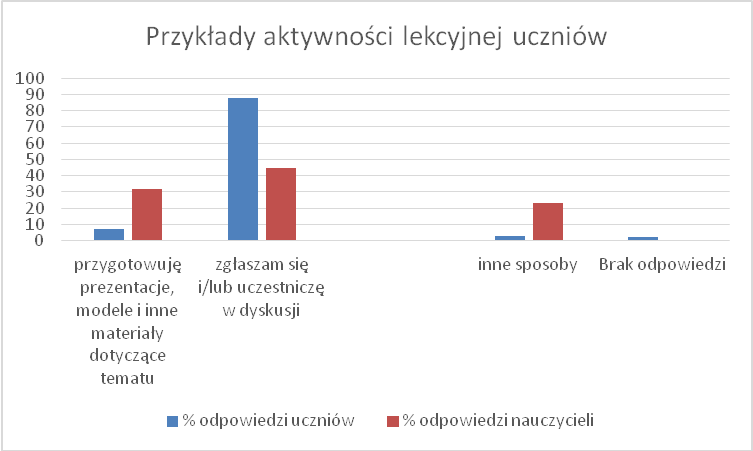 Przykłady aktywności lekcyjnej uczniów
100
90
80
70
60
50
40
30
20
10
0
przygotowuję
prezentacje,
modele i inne
materiały
dotyczące
tematu
zgłaszam się
i/lub uczestniczę
w dyskusji
inne sposoby
Brak odpowiedzi
% odpowiedzi uczniów
% odpowiedzi nauczycieli